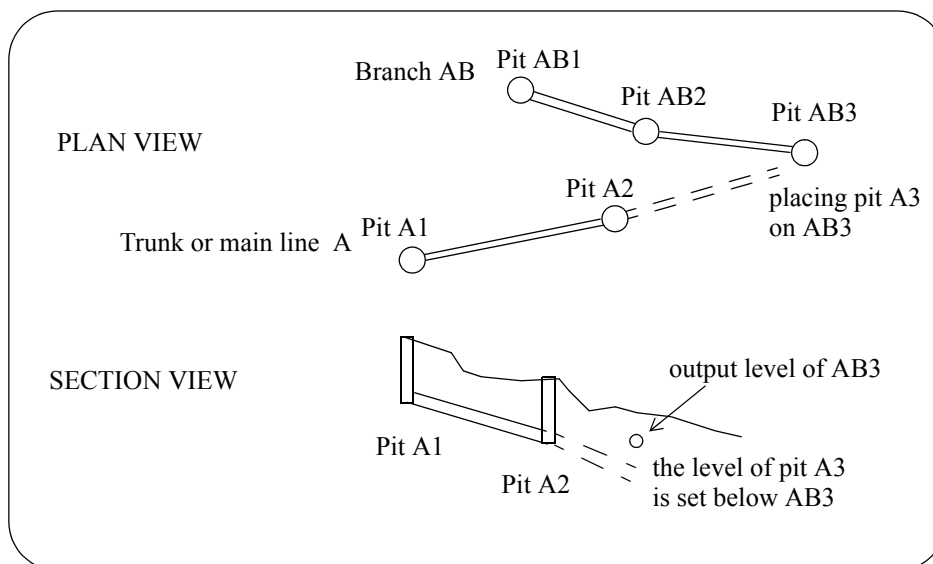 Pit AB1
Branch AB
Pit AB2
Pit AB3
PLAN VIEW
Pit A2
placing pit A3
on AB3
Trunk or main line A
Pit A1
SECTION VIEW
output level of AB3
Pit A1
Pit A2
the level of pit A3
is set below AB3